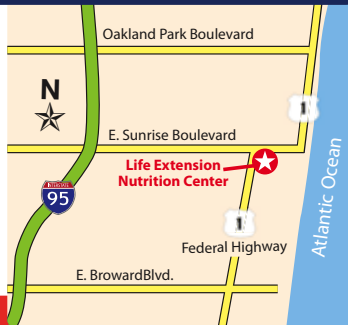 Oakland Park Boulevard
N
1
E. Sunrise Boulevard
Life Extension
Nutrition Center
INTERSTATE
95
1
Atlantic Ocean
Federal Highway
E. BrowardBlvd.